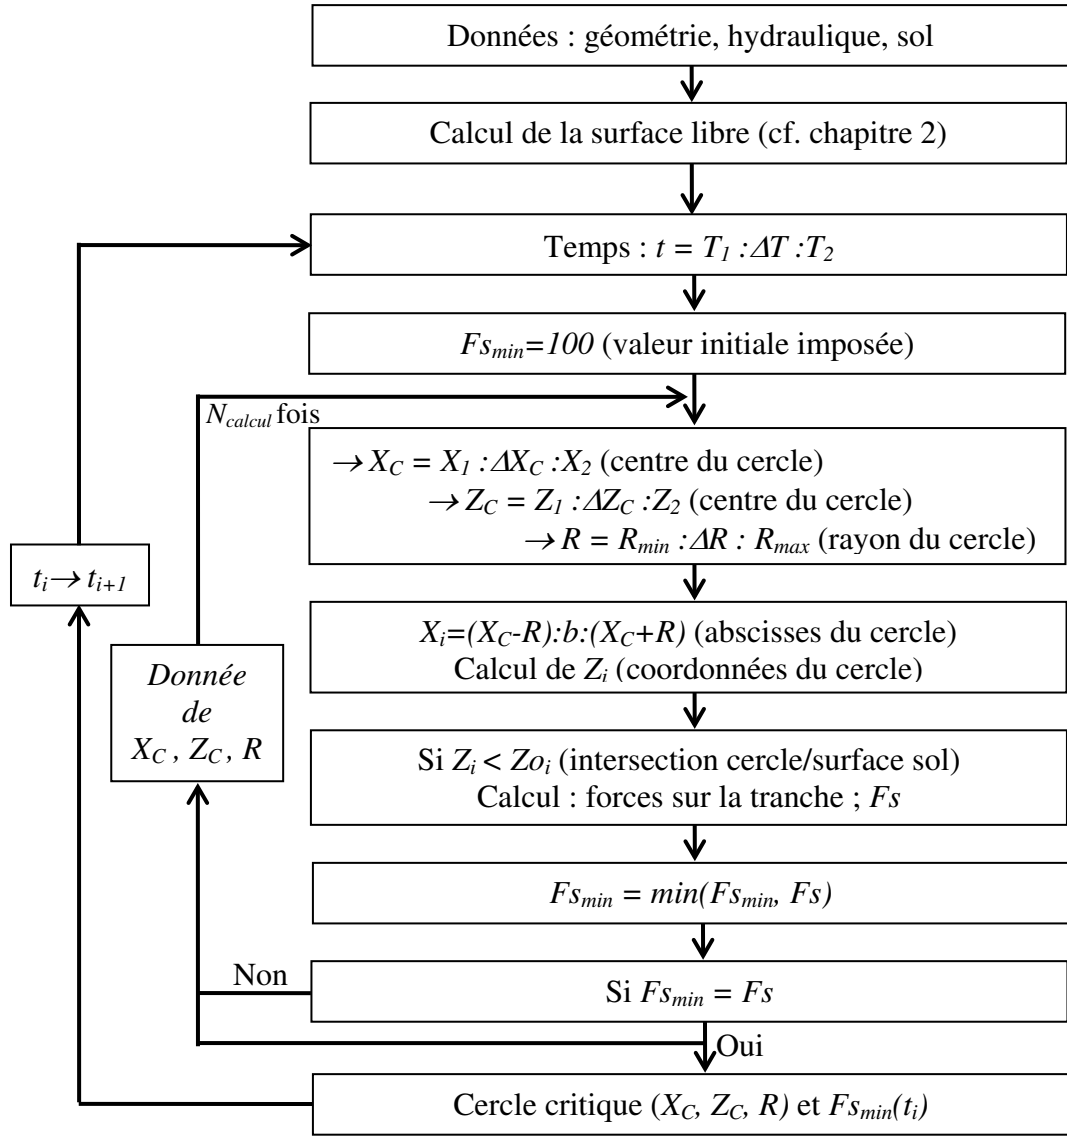 Données : géométrie, hydraulique, sol
Calcul de la surface libre (cf. chapitre 2)
Temps : t = T1 :ΔT :T2
Fsmin=100 (valeur initiale imposée)
Ncalcul fois
→ XC = X1 :ΔXC :X2 (centre du cercle)
→ ZC = Z1 :ΔZC :Z2 (centre du cercle)
→ R = Rmin :ΔR : Rmax (rayon du cercle)
ti→ ti+1
Xi=(XC-R):b:(XC+R) (abscisses du cercle)
Calcul de Zi (coordonnées du cercle)
Donnée
de
XC , ZC, R
Si Zi < Zoi (intersection cercle/surface sol)
Calcul : forces sur la tranche ; Fs
Fsmin = min(Fsmin, Fs)
Non
Si Fsmin = Fs
Oui
Cercle critique (XC, ZC, R) et Fsmin(ti)